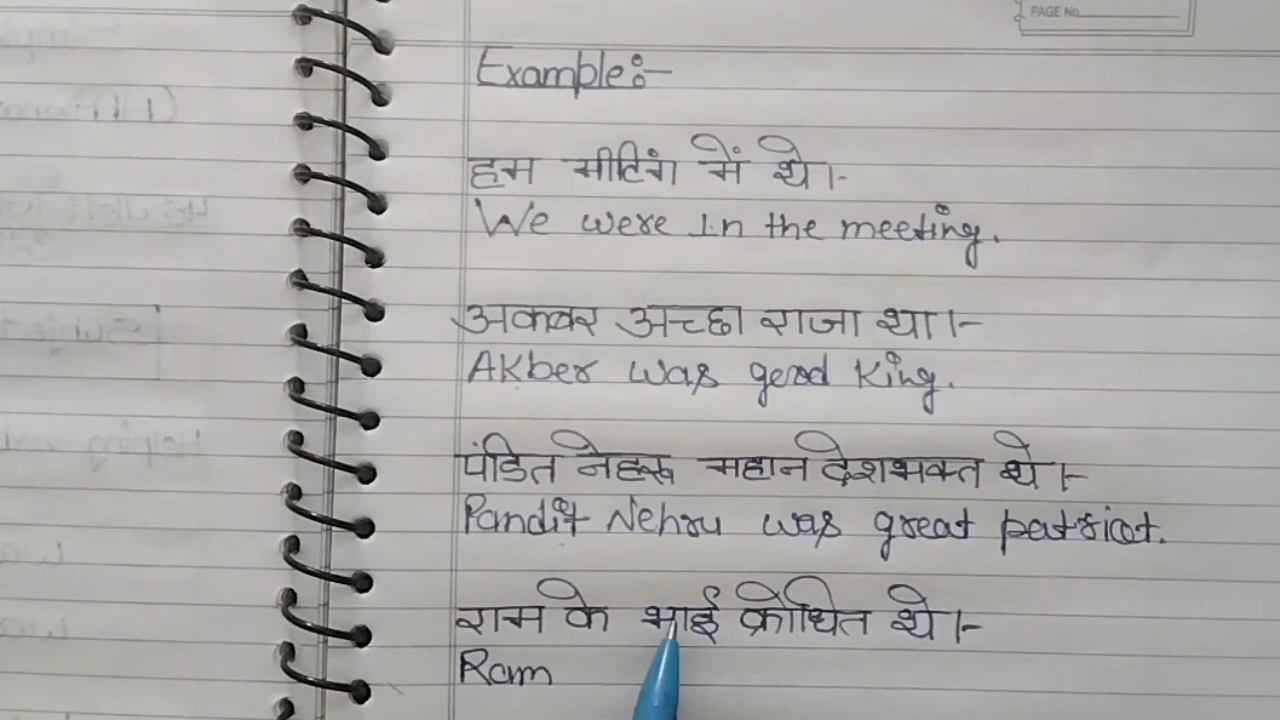 PAGE No
Example:-
हम मीटिंग में थे।-
We were In the meeting.
अकबर अच्छा राजा था।-
Akber was good King.
पंडित नेहरू महान देशभक्त थे।-
Pandit Nehru was great patriot.
राम के भाई क्रोधित थे।-
Ram